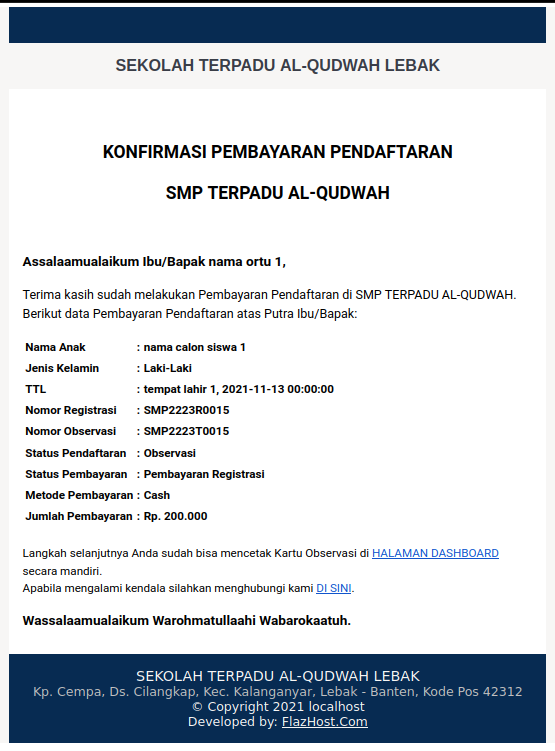 SEKOLAH TERPADU AL-QUDWAH LEBAK
KONFIRMASI PEMBAYARAN PENDAFTARAN
SMP TERPADU AL-QUDWAH
Assalaamualaikum Ibu/Bapak nama ortu 1,
Terima kasih sudah melakukan Pembayaran Pendaftaran di SMP TERPADU AL-QUDWAH.
Berikut data Pembayaran Pendaftaran atas Putra Ibu/Bapak:
Nama Anak : nama calon siswa 1
Jenis Kelamin : Laki-Laki
TTL : tempat lahir 1, 2021-11-13 00:00:00
Nomor Registrasi : SMP2223R0015
Nomor Observasi : SMP2223T0015
Status Pendaftaran : Observasi
Status Pembayaran : Pembayaran Registrasi
Metode Pembayaran : Cash
Jumlah Pembayaran : Rp. 200.000
Langkah selanjutnya Anda sudah bisa mencetak Kartu Observasi di HALAMAN DASHBOARD
secara mandiri.
Apabila mengalami kendala silahkan menghubungi kami DI SINI.
Wassalaamualaikum Warohmatullaahi Wabarokaatuh.
SEKOLAH TERPADU AL-QUDWAH LEBAK
Kp. Cempa, Ds. Cilangkap, Kec. Kalanganyar, Lebak - Banten, Kode Pos 42312
© Copyright 2021 localhost
Developed by: FlazHost.Com